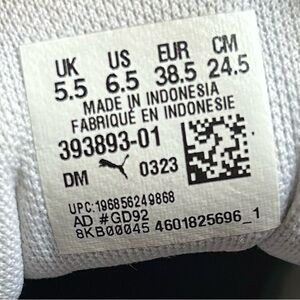 UK US EUR CM
5.5 6.5 38.5 24.5
MADE IN INDONESIA
FABRIQUÉ EN INDONESIE
393893-01
DM 0323
UPC:196856249868
AD #GD92
8KB00045 4601825696_1